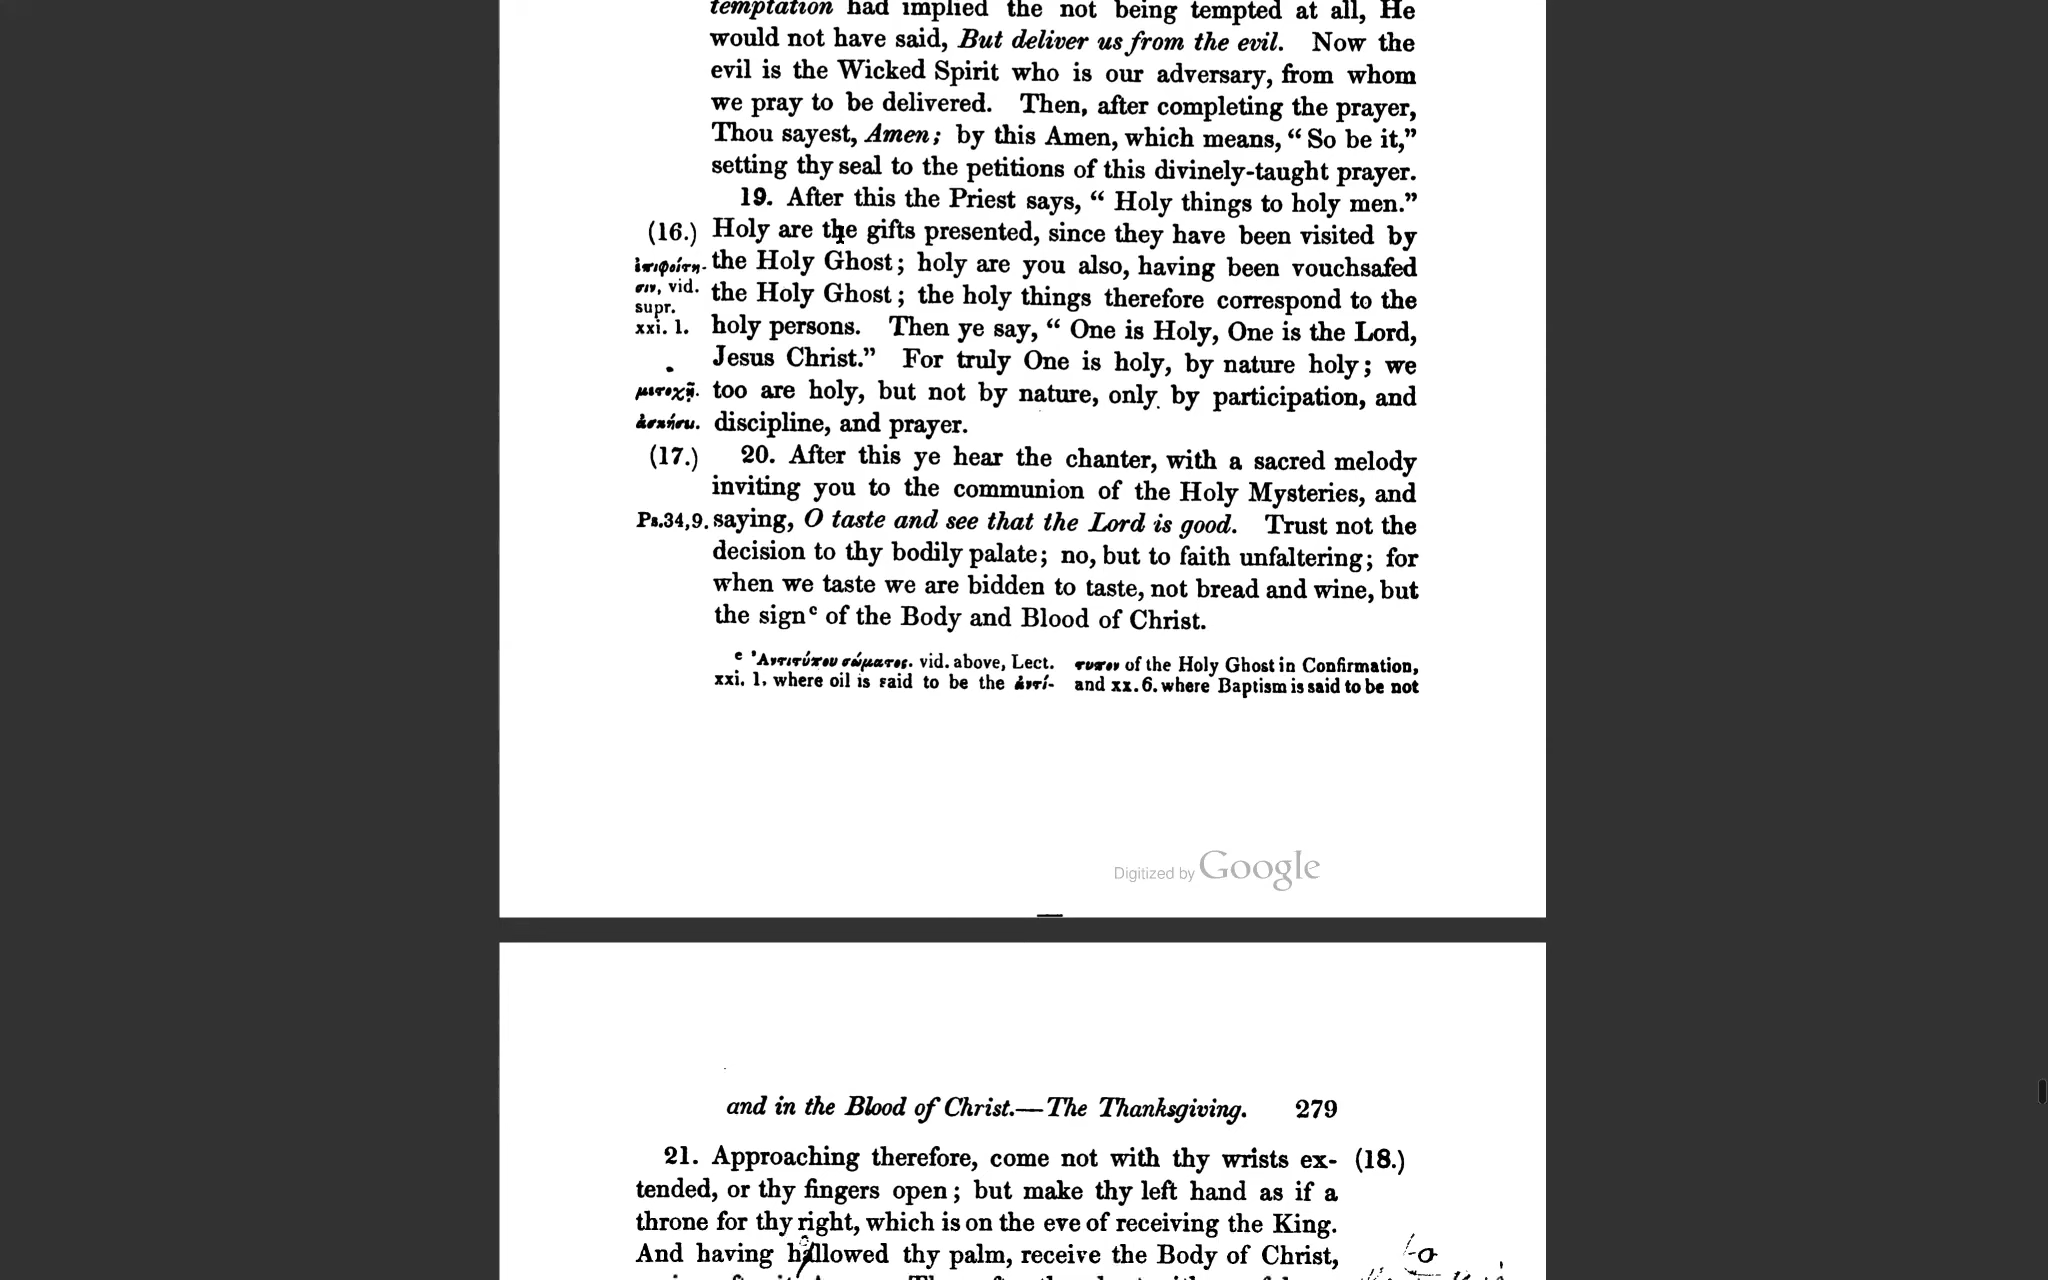 temptation had implied the not being tempted at all, He
would not have said, But deliver us from the evil. Now the
evil is the Wicked Spirit who is our adversary, from whom
we pray to be delivered. Then, after completing the prayer,
Thou sayest, Amen; by this Amen, which means, “ So be it,”
setting thy seal to the petitions of this divinely-taught prayer.
19. After this the Priest says, “ Holy things to holy men.”
(16.) Holy are the gifts presented, since they have been visited by
ἐπιφοίτη- the Holy Ghost; holy are you also, having been vouchsafed
σιν, vid. the Holy Ghost; the holy things therefore correspond to the
supr.
xxi. 1. holy persons. Then ye say, “ One is Holy, One is the Lord,
Jesus Christ.” For truly One is holy, by nature holy; we
μετοχῇ. too are holy, but not by nature, only by participation, and
ἀσκήσει. discipline, and prayer.
(17.) 20. After this ye hear the chanter, with a sacred melody
inviting you to the communion of the Holy Mysteries, and
Ps.34,9. saying, O taste and see that the Lord is good. Trust not the
decision to thy bodily palate; no, but to faith unfaltering; for
when we taste we are bidden to taste, not bread and wine, but
the sign c of the Body and Blood of Christ.
c Ἀντιτύπου σώματος. vid. above, Lect.
xxi. 1. where oil is said to be the ἀντί-
τυπον of the Holy Ghost in Confirmation,
and xx. 6. where Baptism is said to be not
Digitized by Google
and in the Blood of Christ.—The Thanksgiving. 279
21. Approaching therefore, come not with thy wrists ex- (18.)
tended, or thy fingers open; but make thy left hand as if a
throne for thy right, which is on the eve of receiving the King.
And having hallowed thy palm, receive the Body of Christ,